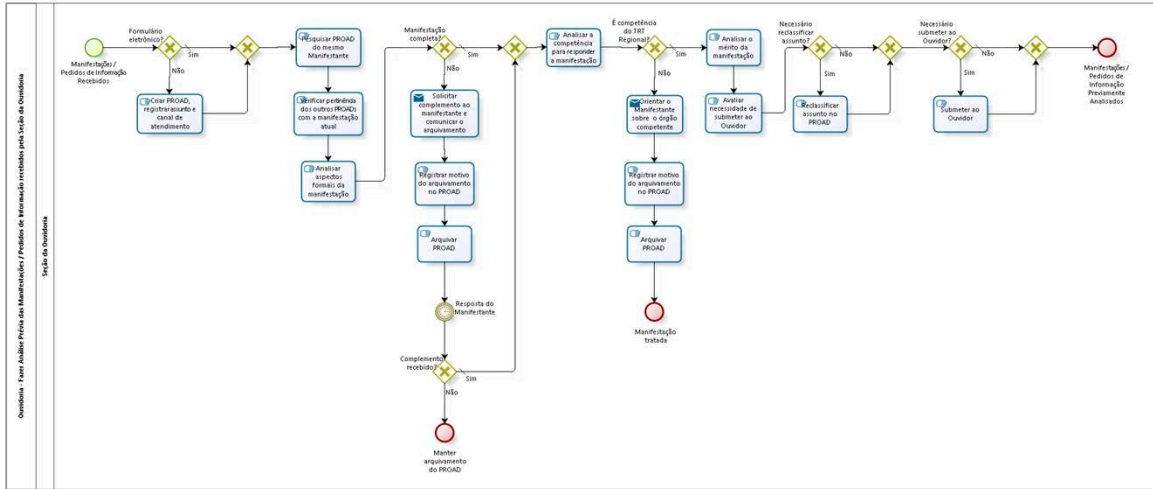 Ouvidoria - Fazer Análise Prévia das Manifestações / Pedidos de Informação recebidos pela Seção da Ouvidoria
Seção da Ouvidoria
Manifestações /
Pedidos de Informação
Recebidos
Formulário
eletrônico?
Sim
Não
Criar PROAD,
registrar assunto e
canal de
atendimento
Pesquisar PROAD
do mesmo
Manifestante
Verificar pertinência
dos outros PROADs
com a manifestação
atual
Analisar
aspectos
formais da
manifestação
Manifestação
completa?
Sim
Não
Solicitar
complemento ao
manifestante e
comunicar o
arquivamento
Registrar motivo
do arquivamento
no PROAD
Arquivar
PROAD
Resposta do
Manifestante
Complemento
recebido?
Sim
Não
Manter
arquivamento
do PROAD
Analisar a
competência
para responder
a manifestação
É competência
do TRT
Regional?
Sim
Não
Orientar o
Manifestante
sobre o órgão
competente
Registrar motivo
do arquivamento
no PROAD
Arquivar
PROAD
Manifestação
tratada
Analisar o
mérito da
manifestação
Avaliar
necessidade de
submeter ao
Ouvidor
Necessário
reclassificar
assunto?
Não
Sim
Reclassificar
assunto no
PROAD
Necessário
submeter ao
Ouvidor?
Não
Sim
Submeter ao
Ouvidor
Manifestações /
Pedidos de
Informação
Previamente
Analisados